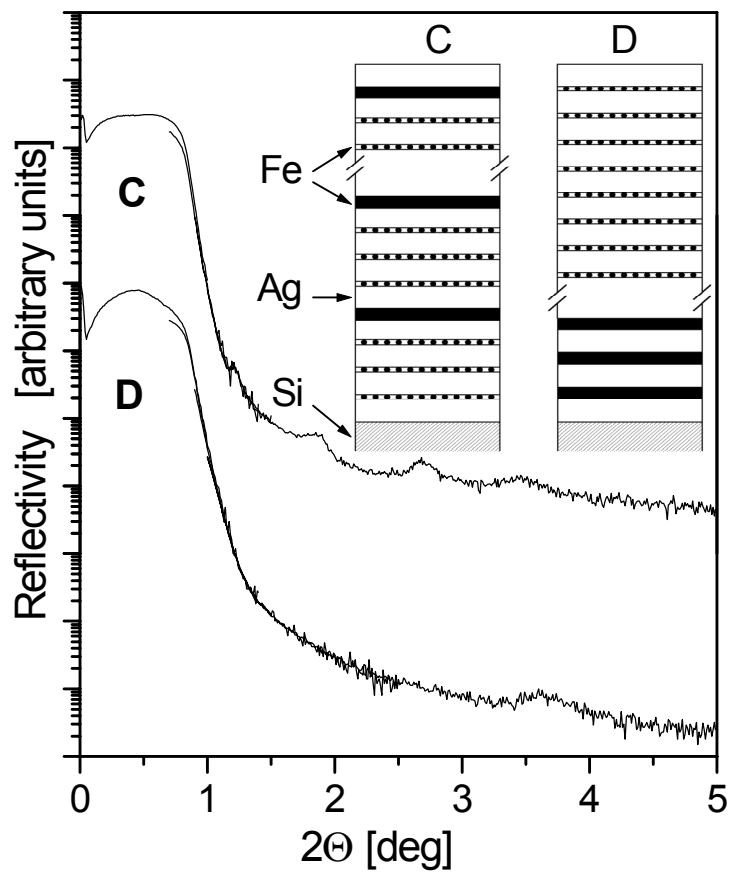 C D
Fe
Ag
Si
C
D
Reflectivity [arbitrary units]
0 1 2 3 4 5
2Θ [deg]